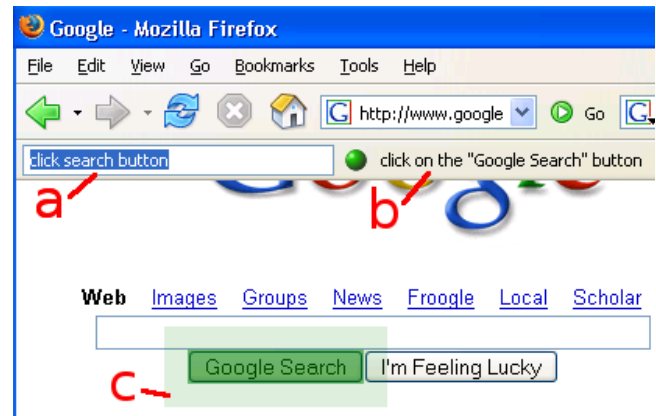 Google - Mozilla Firefox
File Edit View Go Bookmarks Tools Help
G http://www.google Go G
click search button click on the "Google Search" button
a b
Google
Web Images Groups News Froogle Local Scholar
Google Search I'm Feeling Lucky
c